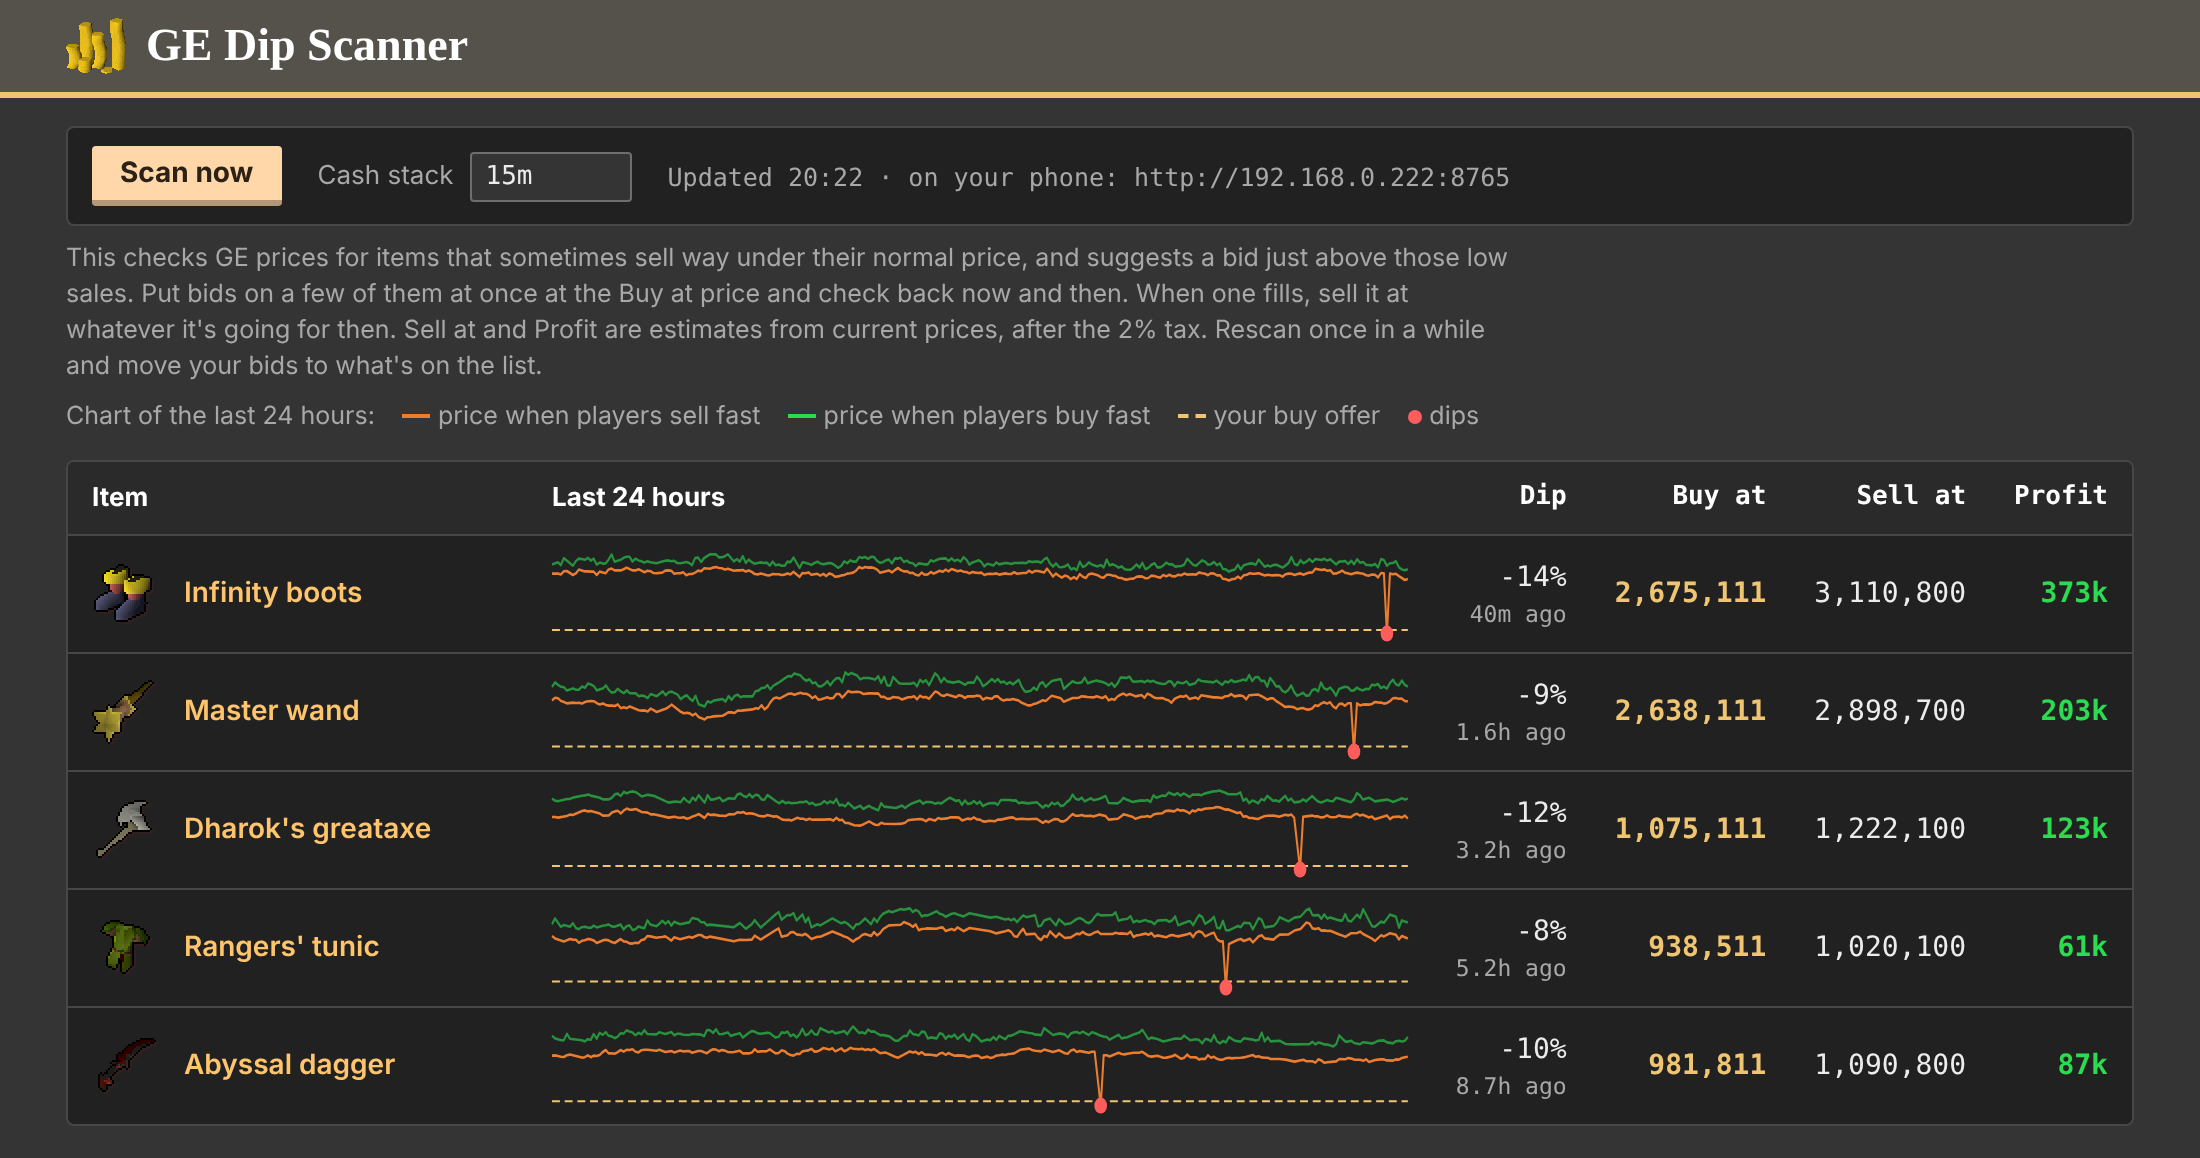 GE Dip Scanner
Scan now
Cash stack
15m
Updated 20:22 · on your phone: http://192.168.0.222:8765
This checks GE prices for items that sometimes sell way under their normal price, and suggests a bid just above those low
sales. Put bids on a few of them at once at the Buy at price and check back now and then. When one fills, sell it at
whatever it's going for then. Sell at and Profit are estimates from current prices, after the 2% tax. Rescan once in a while
and move your bids to what's on the list.
Chart of the last 24 hours: price when players sell fast price when players buy fast your buy offer dips
Item Last 24 hours Dip Buy at Sell at Profit
Infinity boots -14% 2,675,111 3,110,800 373k
40m ago
Master wand -9% 2,638,111 2,898,700 203k
1.6h ago
Dharok's greataxe -12% 1,075,111 1,222,100 123k
3.2h ago
Rangers' tunic -8% 938,511 1,020,100 61k
5.2h ago
Abyssal dagger -10% 981,811 1,090,800 87k
8.7h ago